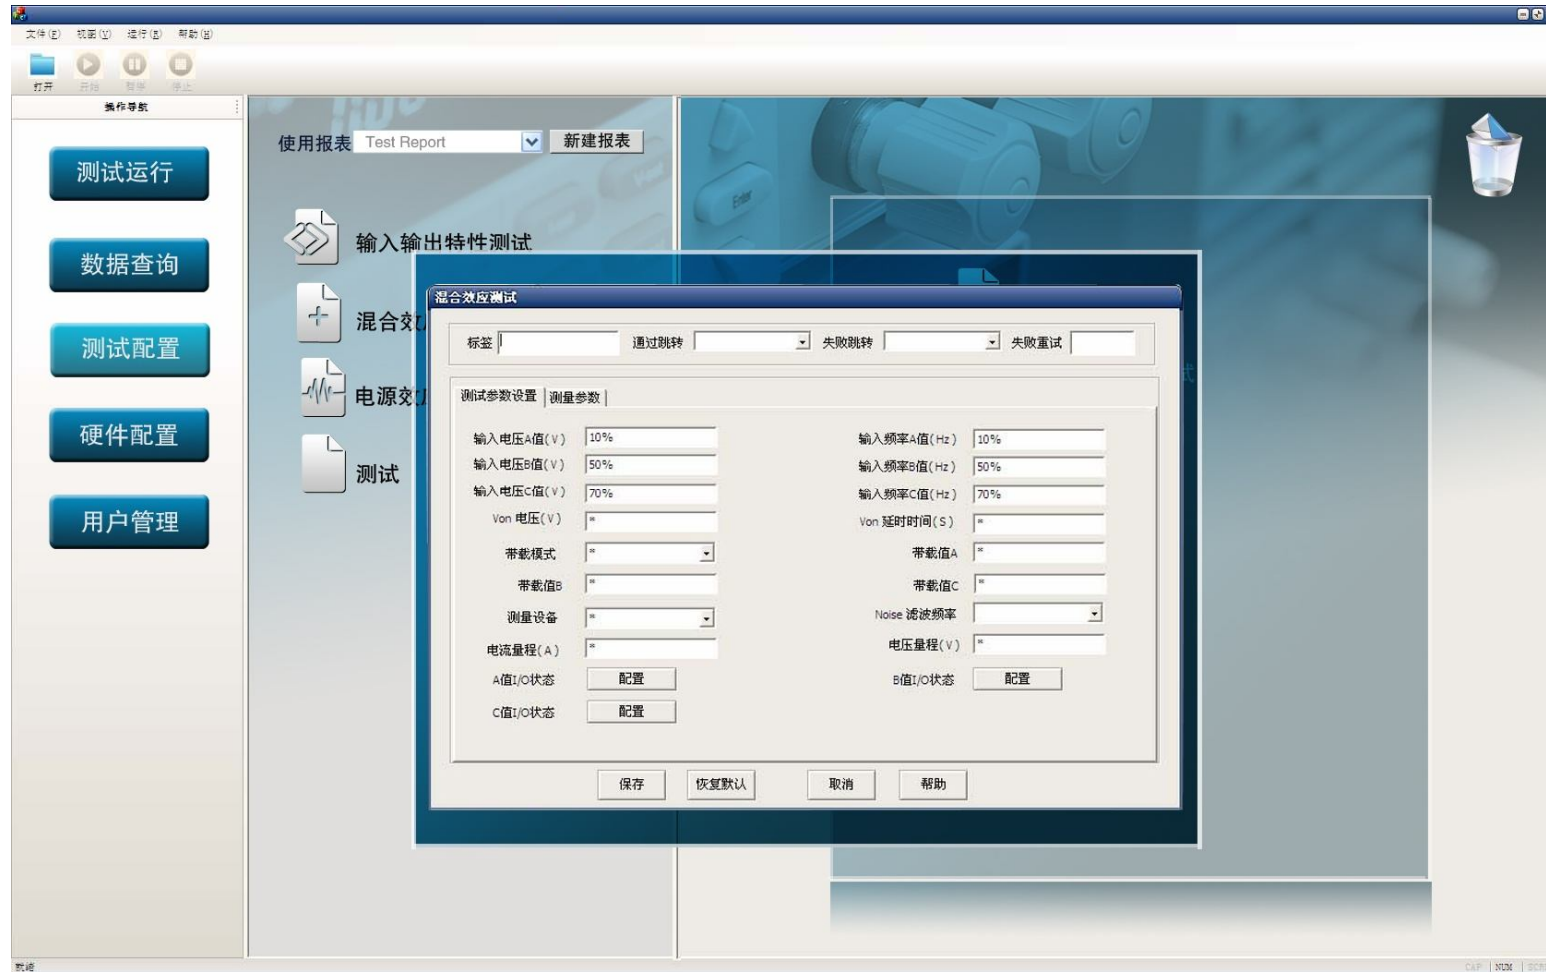 文件(F) 视图(V) 运行(R) 帮助(H)
打开 开始 暂停 停止
操作导航
测试运行
数据查询
测试配置
硬件配置
用户管理
使用报表 Test Report 新建报表
输入输出特性测试
混合效
电源效
测试
Enter
混合效应测试
标签 通过跳转 失败跳转 失败重试
测试参数设置 测量参数
输入电压A值(V) 10% 输入频率A值(Hz) 10%
输入电压B值(V) 50% 输入频率B值(Hz) 50%
输入电压C值(V) 70% 输入频率C值(Hz) 70%
Von 电压(V) * Von 延时时间(S) *
带载模式 * 带载值A *
带载值B * 带载值C *
测量设备 * Noise 滤波频率
电流量程(A) * 电压量程(V) *
A值I/O状态 配置 B值I/O状态 配置
C值I/O状态 配置
保存 恢复默认 取消 帮助
就绪 CAP NUM SCR